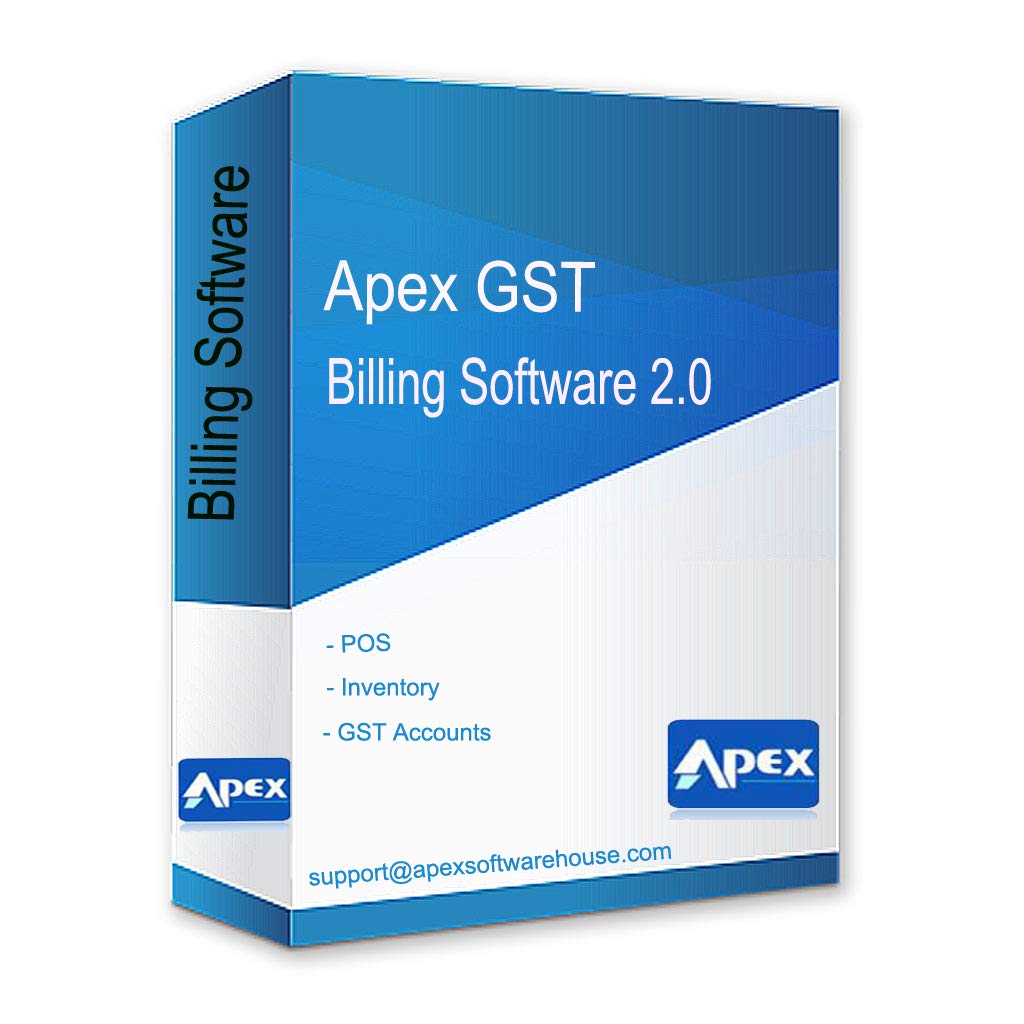 Billing Software
Apex GST
Billing Software 2.0
- POS
- Inventory
- GST Accounts
APEX
APEX
support@apexsoftwarehouse.com